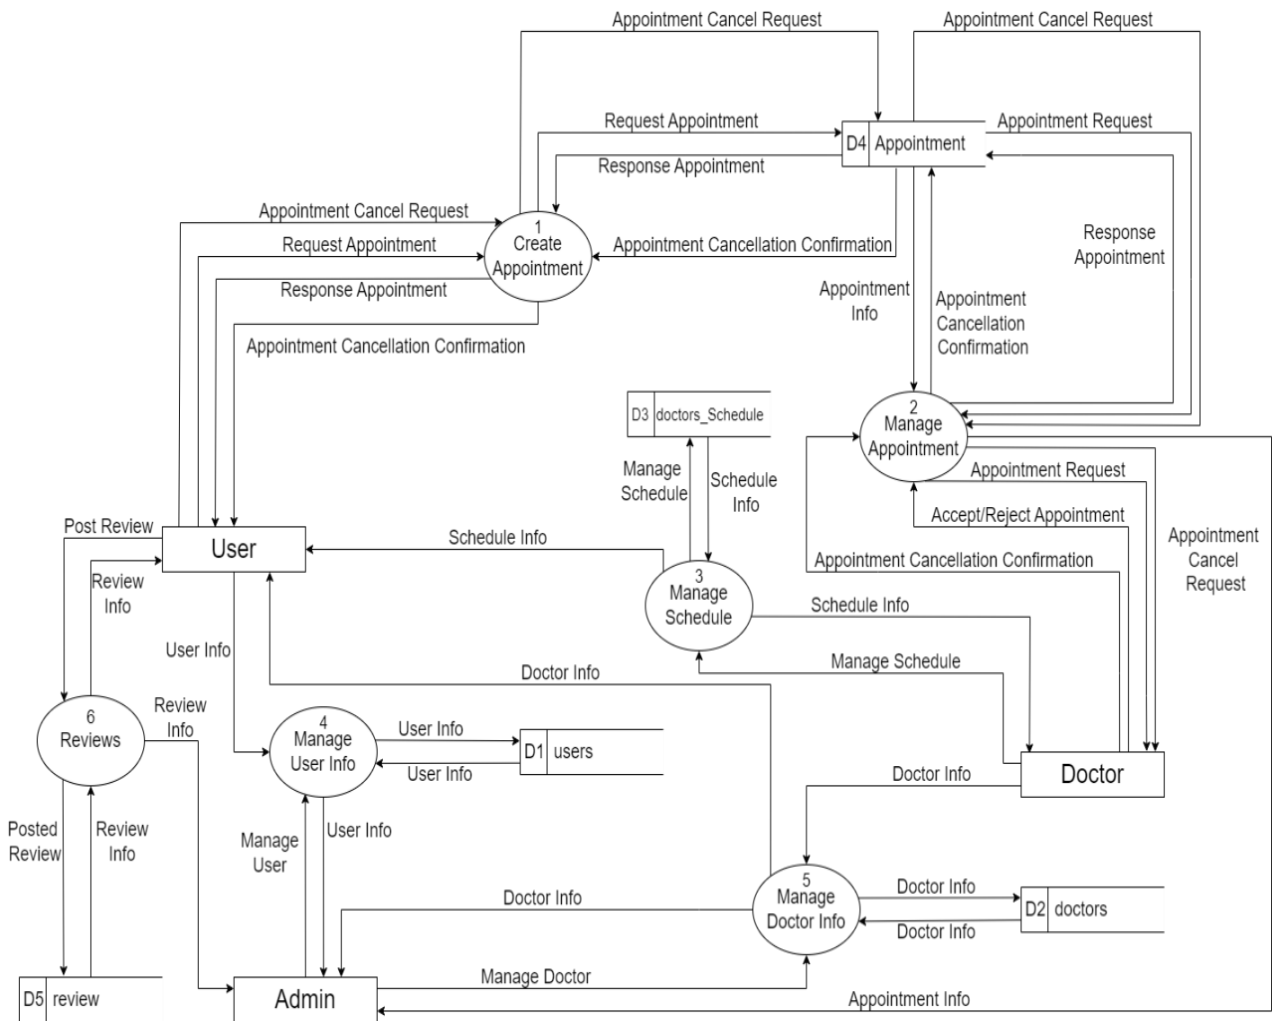 Appointment Cancel Request
Appointment Cancel Request
Request Appointment
Appointment Request
D4 Appointment
Response Appointment
Appointment Cancel Request
1
Create
Appointment
Request Appointment
Appointment Cancellation Confirmation
Response
Appointment
Response Appointment
Appointment
Info
Appointment
Cancellation
Confirmation
Appointment Cancellation Confirmation
D3 doctors_Schedule
2
Manage
Appointment
Manage
Schedule
Schedule
Info
Appointment Request
Accept/Reject Appointment
Post Review
User
Schedule Info
Appointment Cancellation Confirmation
Appointment
Cancel
Request
Review
Info
3
Manage
Schedule
Schedule Info
User Info
Doctor Info
Manage Schedule
6
Reviews
Review
Info
4
Manage
User Info
User Info
D1 users
User Info
Doctor Info
Doctor
Posted
Review
Review
Info
Manage
User
User Info
5
Manage
Doctor Info
Doctor Info
Doctor Info
D2 doctors
Doctor Info
D5 review
Admin
Manage Doctor
Appointment Info